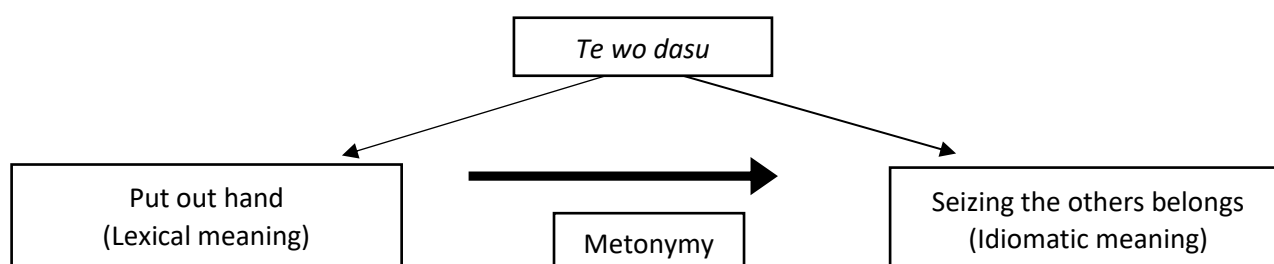 Te wo dasu
Put out hand
(Lexical meaning)
Metonymy
Seizing the others belongs
(Idiomatic meaning)